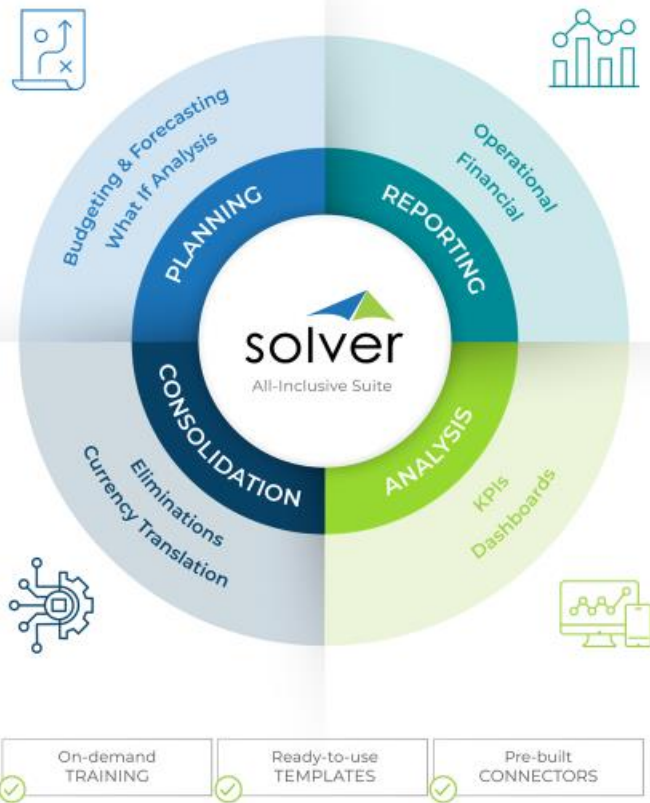 Budgeting & Forecasting
What If Analysis
PLANNING
Operational
Financial
REPORTING
solver
All-Inclusive Suite
CONSOLIDATION
Eliminations
Currency Translation
ANALYSIS
KPIs
Dashboards
On-demand
TRAINING
Ready-to-use
TEMPLATES
Pre-built
CONNECTORS